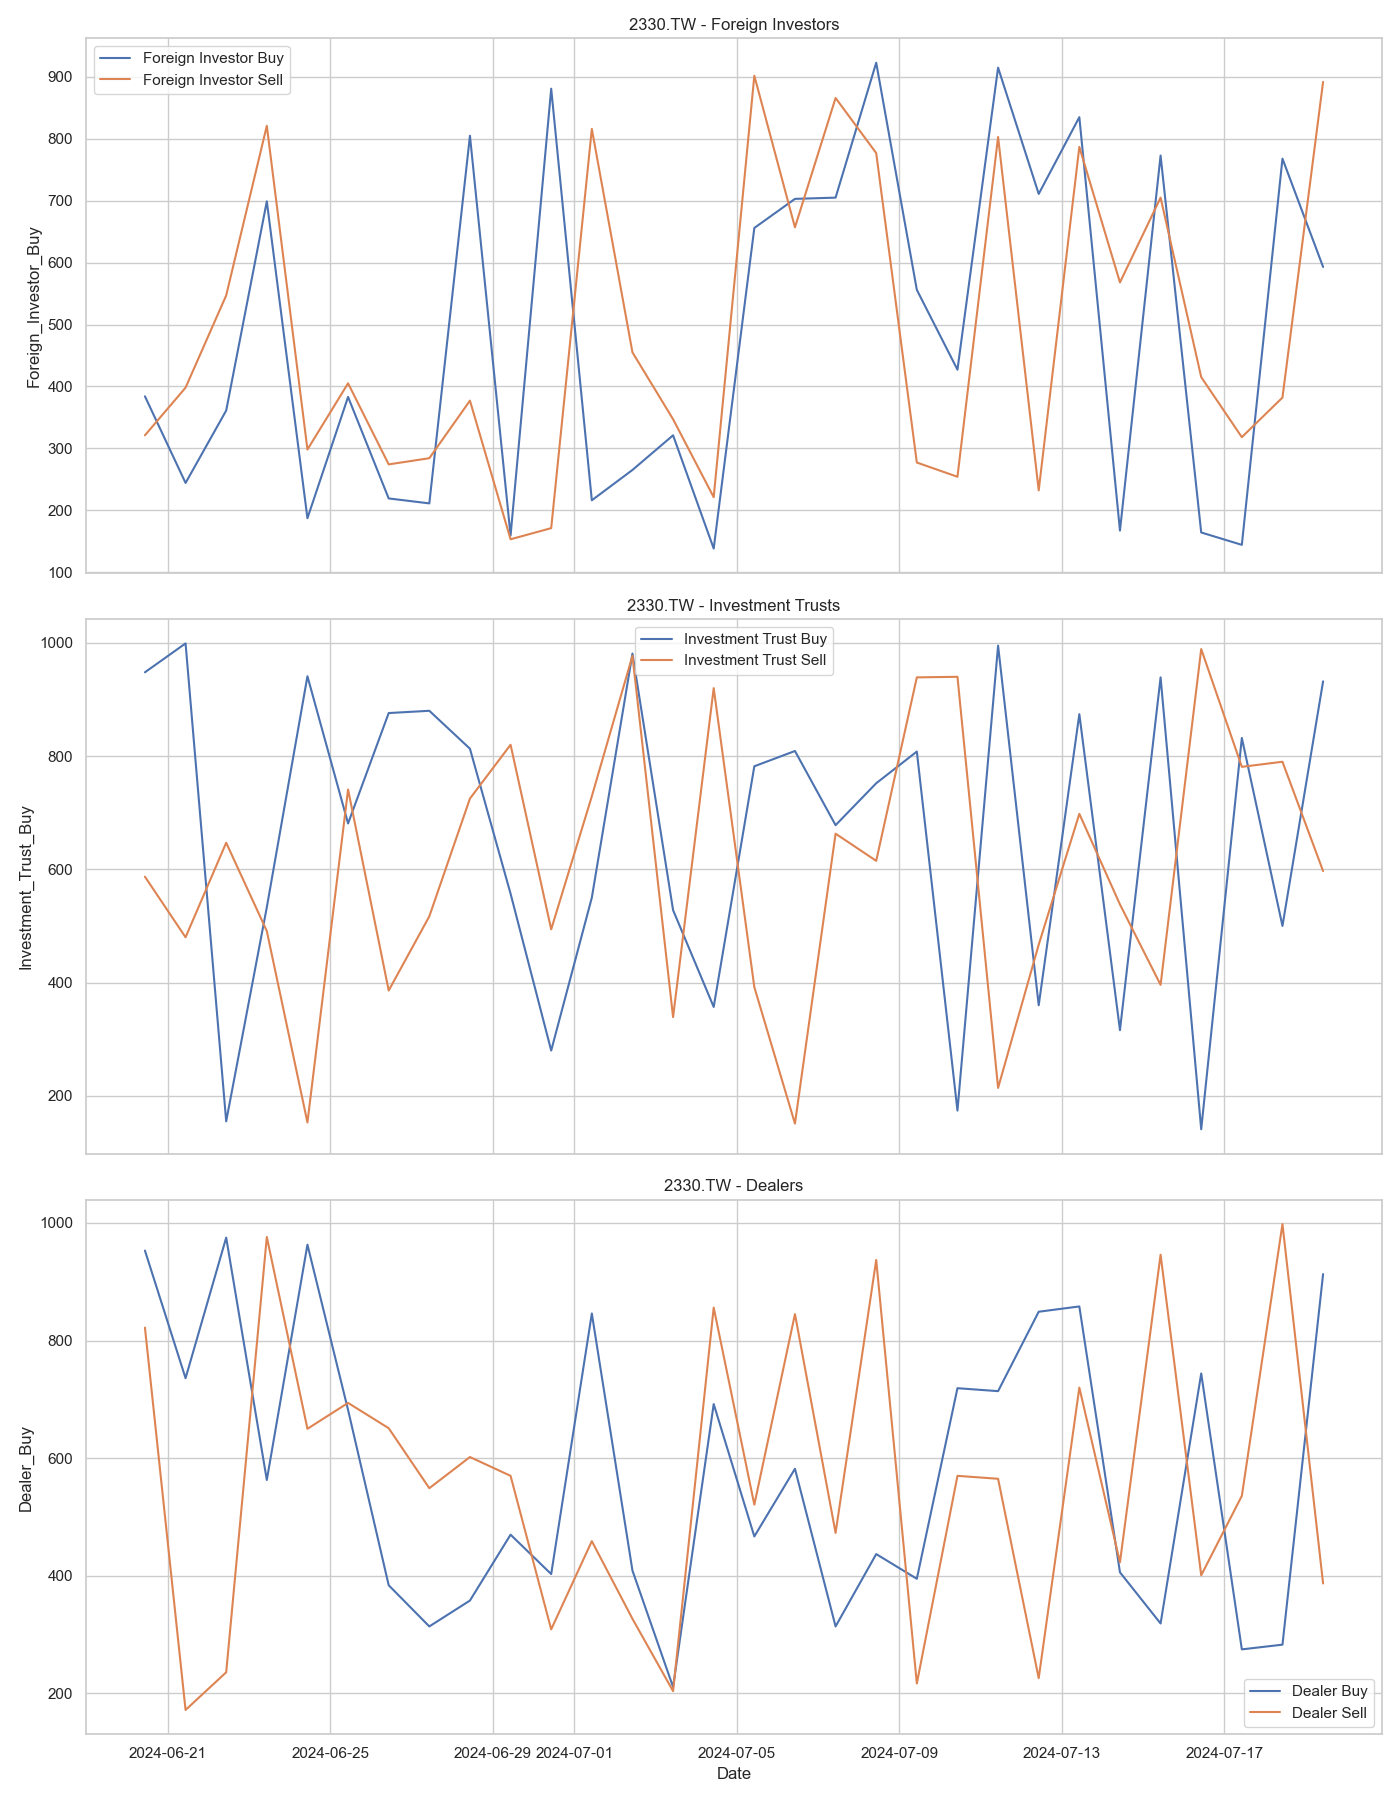 2330.TW - Foreign Investors
Foreign Investor Buy
Foreign Investor Sell
Foreign_Investor_Buy
900
800
700
600
500
400
300
200
100
2330.TW - Investment Trusts
Investment Trust Buy
Investment Trust Sell
Investment_Trust_Buy
1000
800
600
400
200
2330.TW - Dealers
Dealer_Buy
1000
800
600
400
200
Dealer Buy
Dealer Sell
2024-06-21 2024-06-25 2024-06-29 2024-07-01 2024-07-05 2024-07-09 2024-07-13 2024-07-17
Date